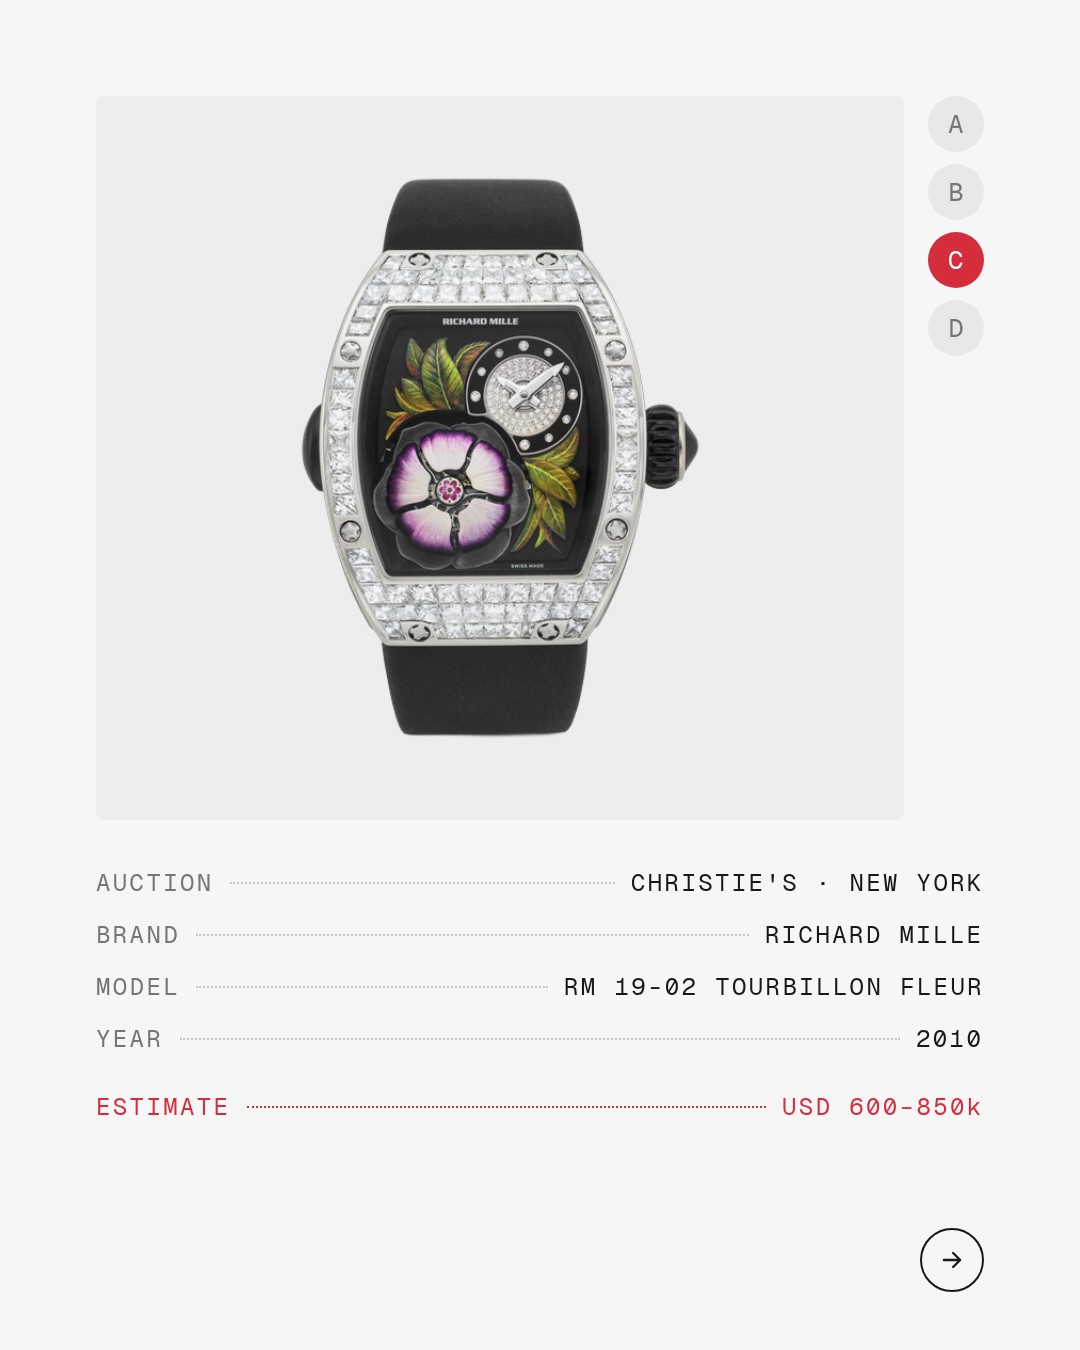 A
B
C
D
RICHARD MILLE
SWISS MADE
AUCTION CHRISTIE'S · NEW YORK
BRAND RICHARD MILLE
MODEL RM 19-02 TOURBILLON FLEUR
YEAR 2010
ESTIMATE USD 600-850k